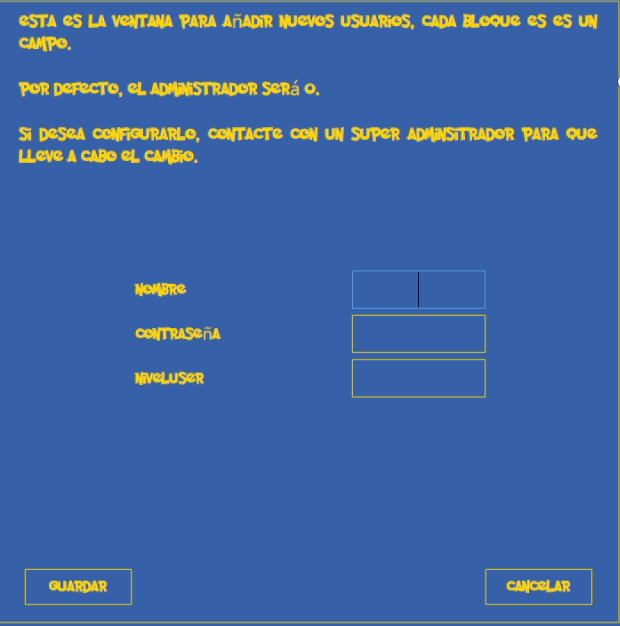 ESTA ES LA VENTANA PARA AÑADIR NUEVOS USUARIOS, CADA BLOQUE ES ES UN
CAMPO.
POR DEFECTO, EL ADMINISTRADOR SERÁ 0.
SI DESEA CONFIGURARLO, CONTACTE CON UN SUPER ADMINSITRADOR PARA QUE
LLEVE A CABO EL CAMBIO.
NOMBRE
CONTRASEÑA
NIVELUSER
GUARDAR
CANCELAR